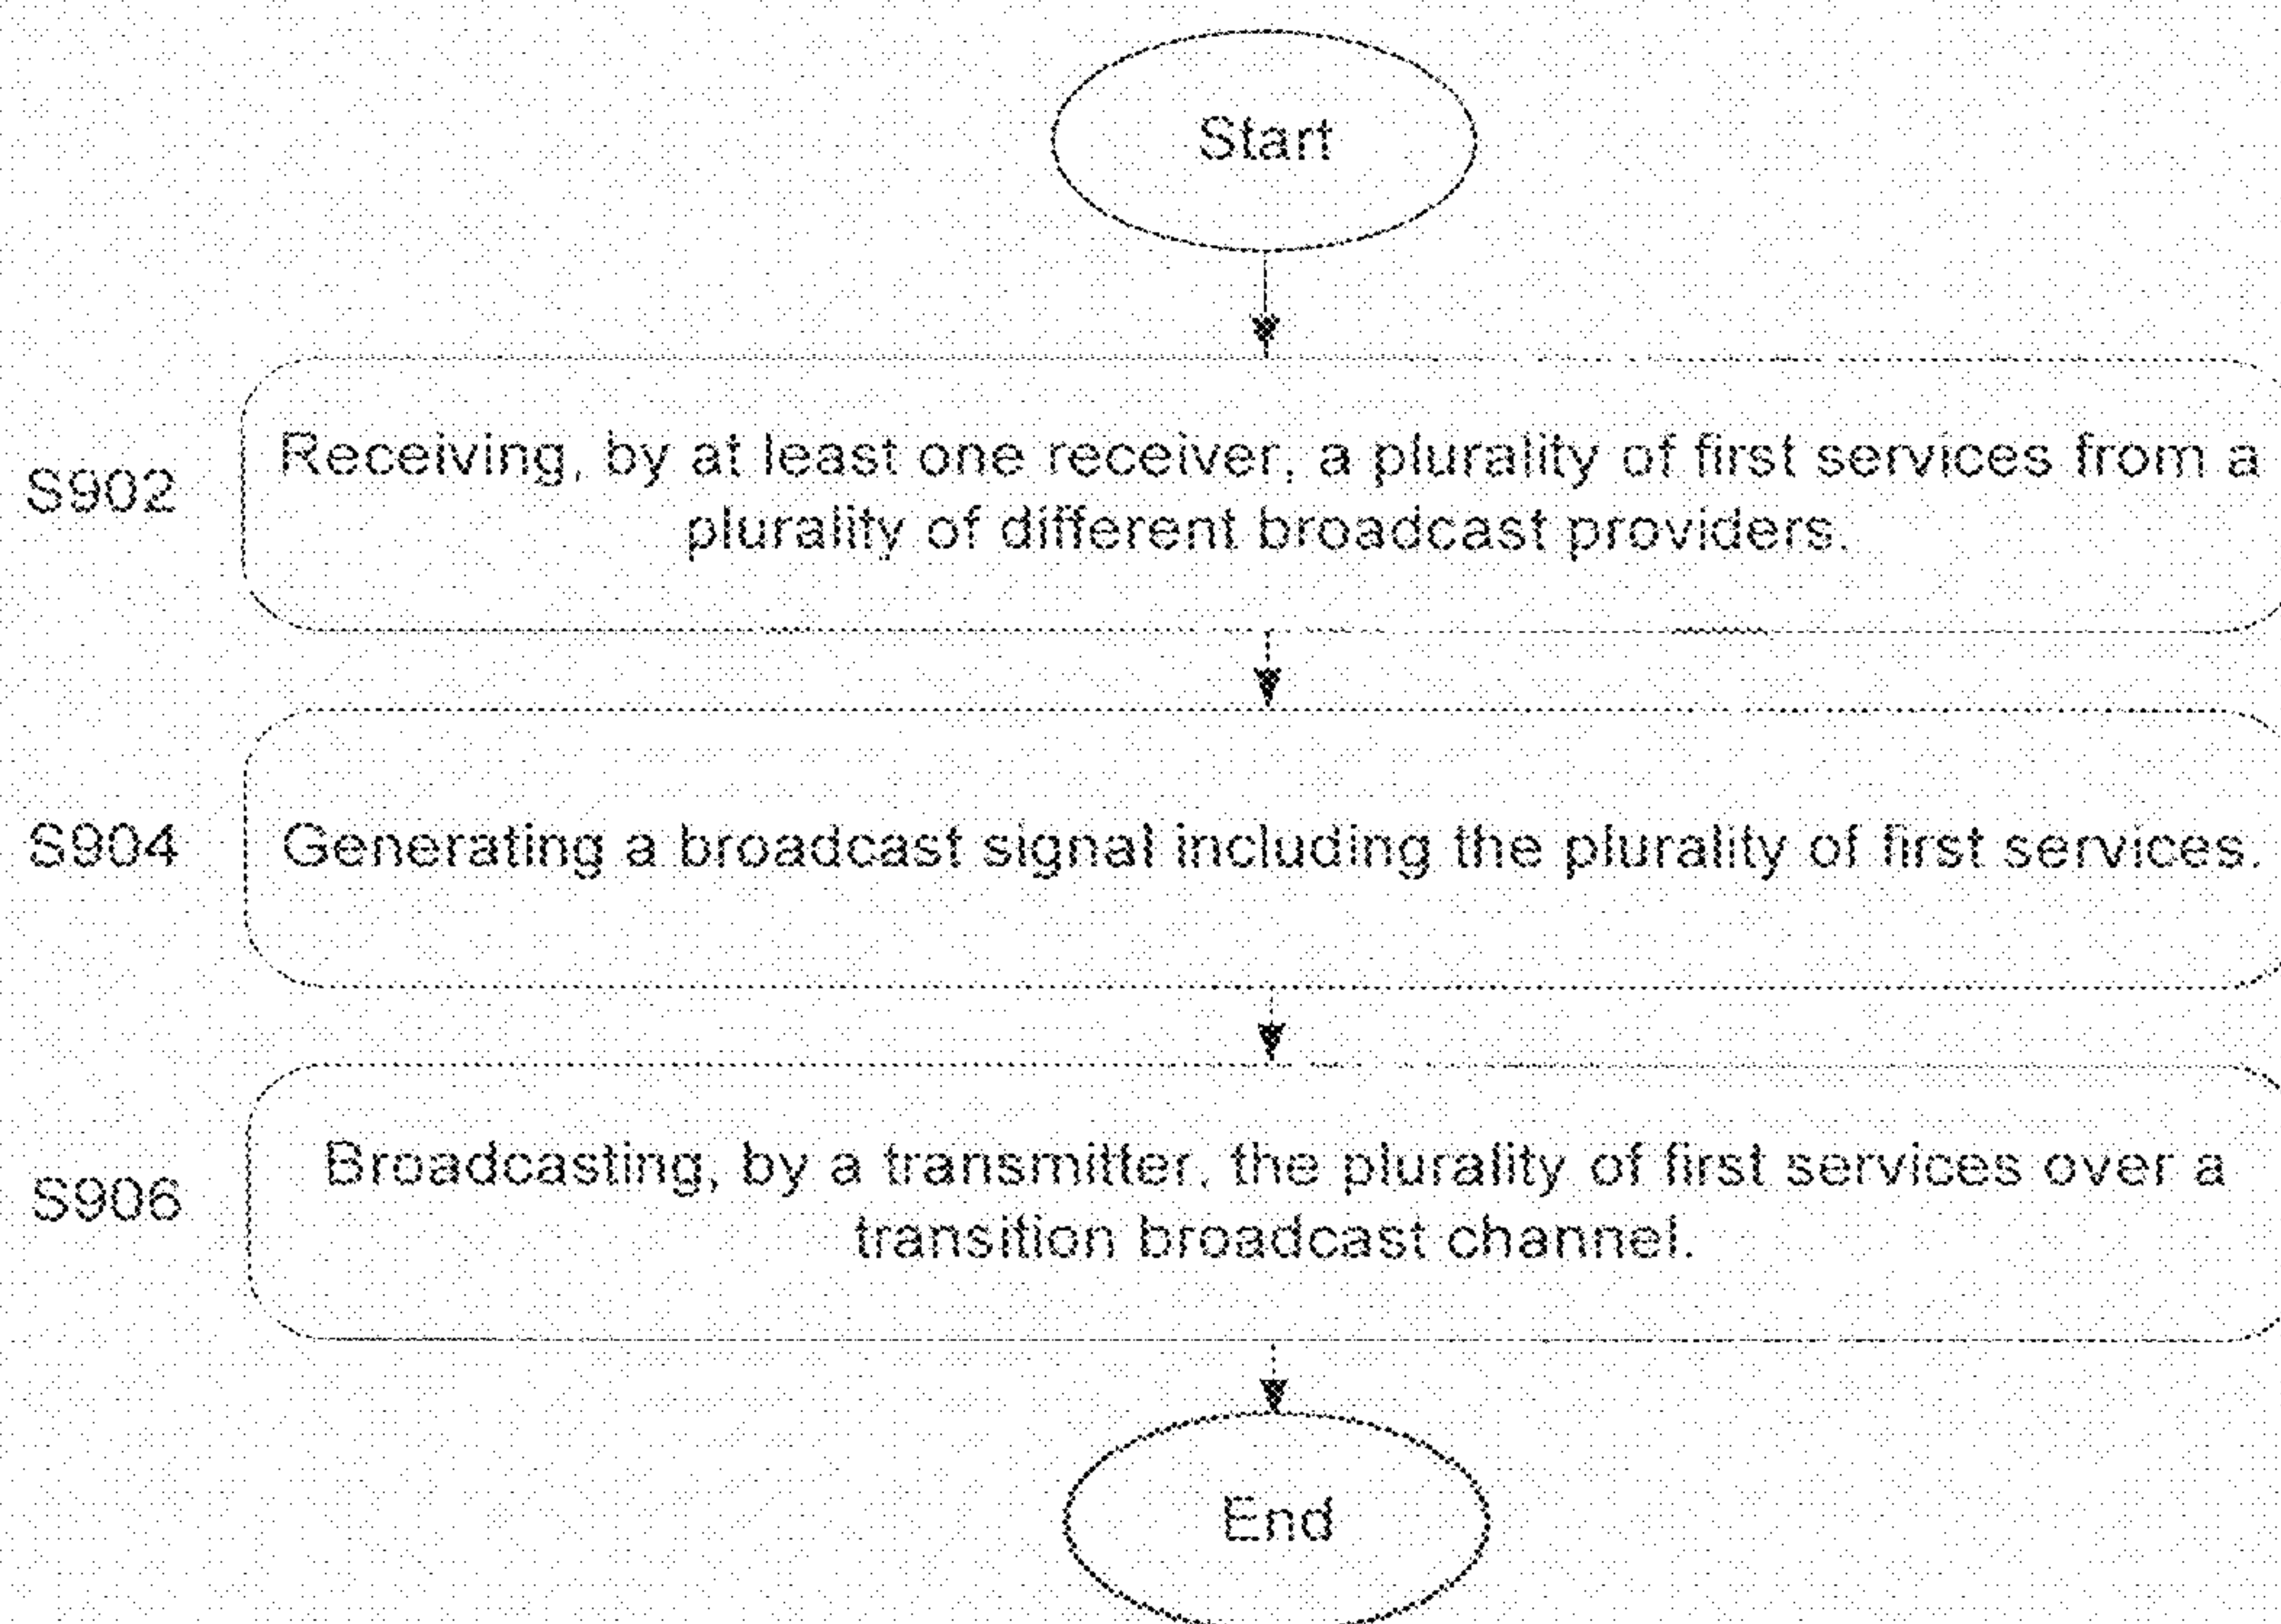 Start
S902
Receiving, by at least one receiver, a plurality of first services from a
plurality of different broadcast providers.
S904
Generating a broadcast signal including the plurality of first services.
S906
Broadcasting, by a transmitter, the plurality of first services over a
transition broadcast channel.
End